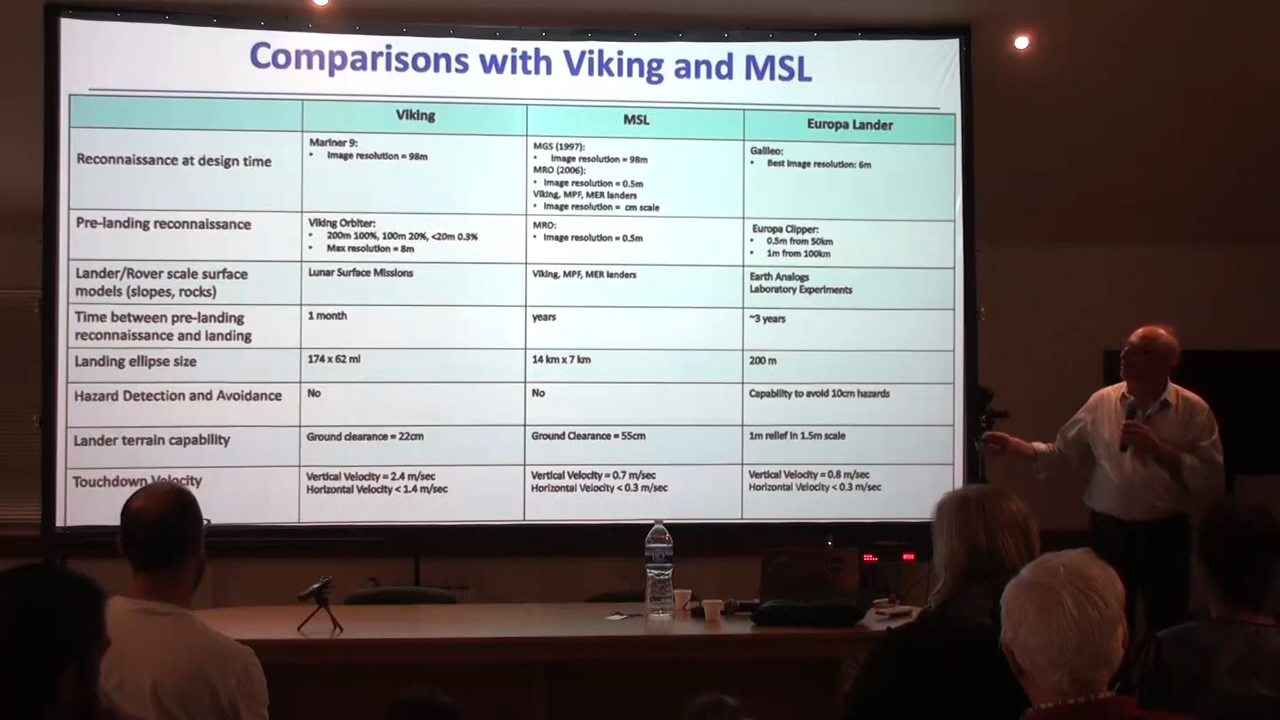 Comparisons with Viking and MSL
Viking
MSL
Europa Lander
Reconnaissance at design time
Mariner 9:
• Image resolution = 98m
MGS (1997):
• Image resolution = 98m
MRO (2006):
• Image resolution = 0.5m
Viking, MPF, MER landers
• Image resolution = cm scale
Galileo:
• Best image resolution: 6m
Pre-landing reconnaissance
Viking Orbiter:
• 200m 100%, 100m 20%, <20m 0.3%
• Max resolution = 8m
MRO:
• Image resolution = 0.5m
Europa Clipper:
• 0.5m from 50km
• 1m from 100km
Lander/Rover scale surface
models (slopes, rocks)
Lunar Surface Missions
Viking, MPF, MER landers
Earth Analogs
Laboratory Experiments
Time between pre-landing
reconnaissance and landing
1 month
years
~3 years
Landing ellipse size
174 x 62 mi
14 km x 7 km
200 m
Hazard Detection and Avoidance
No
No
Capability to avoid 10cm hazards
Lander terrain capability
Ground clearance = 22cm
Ground Clearance = 55cm
1m relief in 1.5m scale
Touchdown Velocity
Vertical Velocity = 2.4 m/sec
Horizontal Velocity < 1.4 m/sec
Vertical Velocity = 0.7 m/sec
Horizontal Velocity < 0.3 m/sec
Vertical Velocity = 0.8 m/sec
Horizontal Velocity < 0.3 m/sec